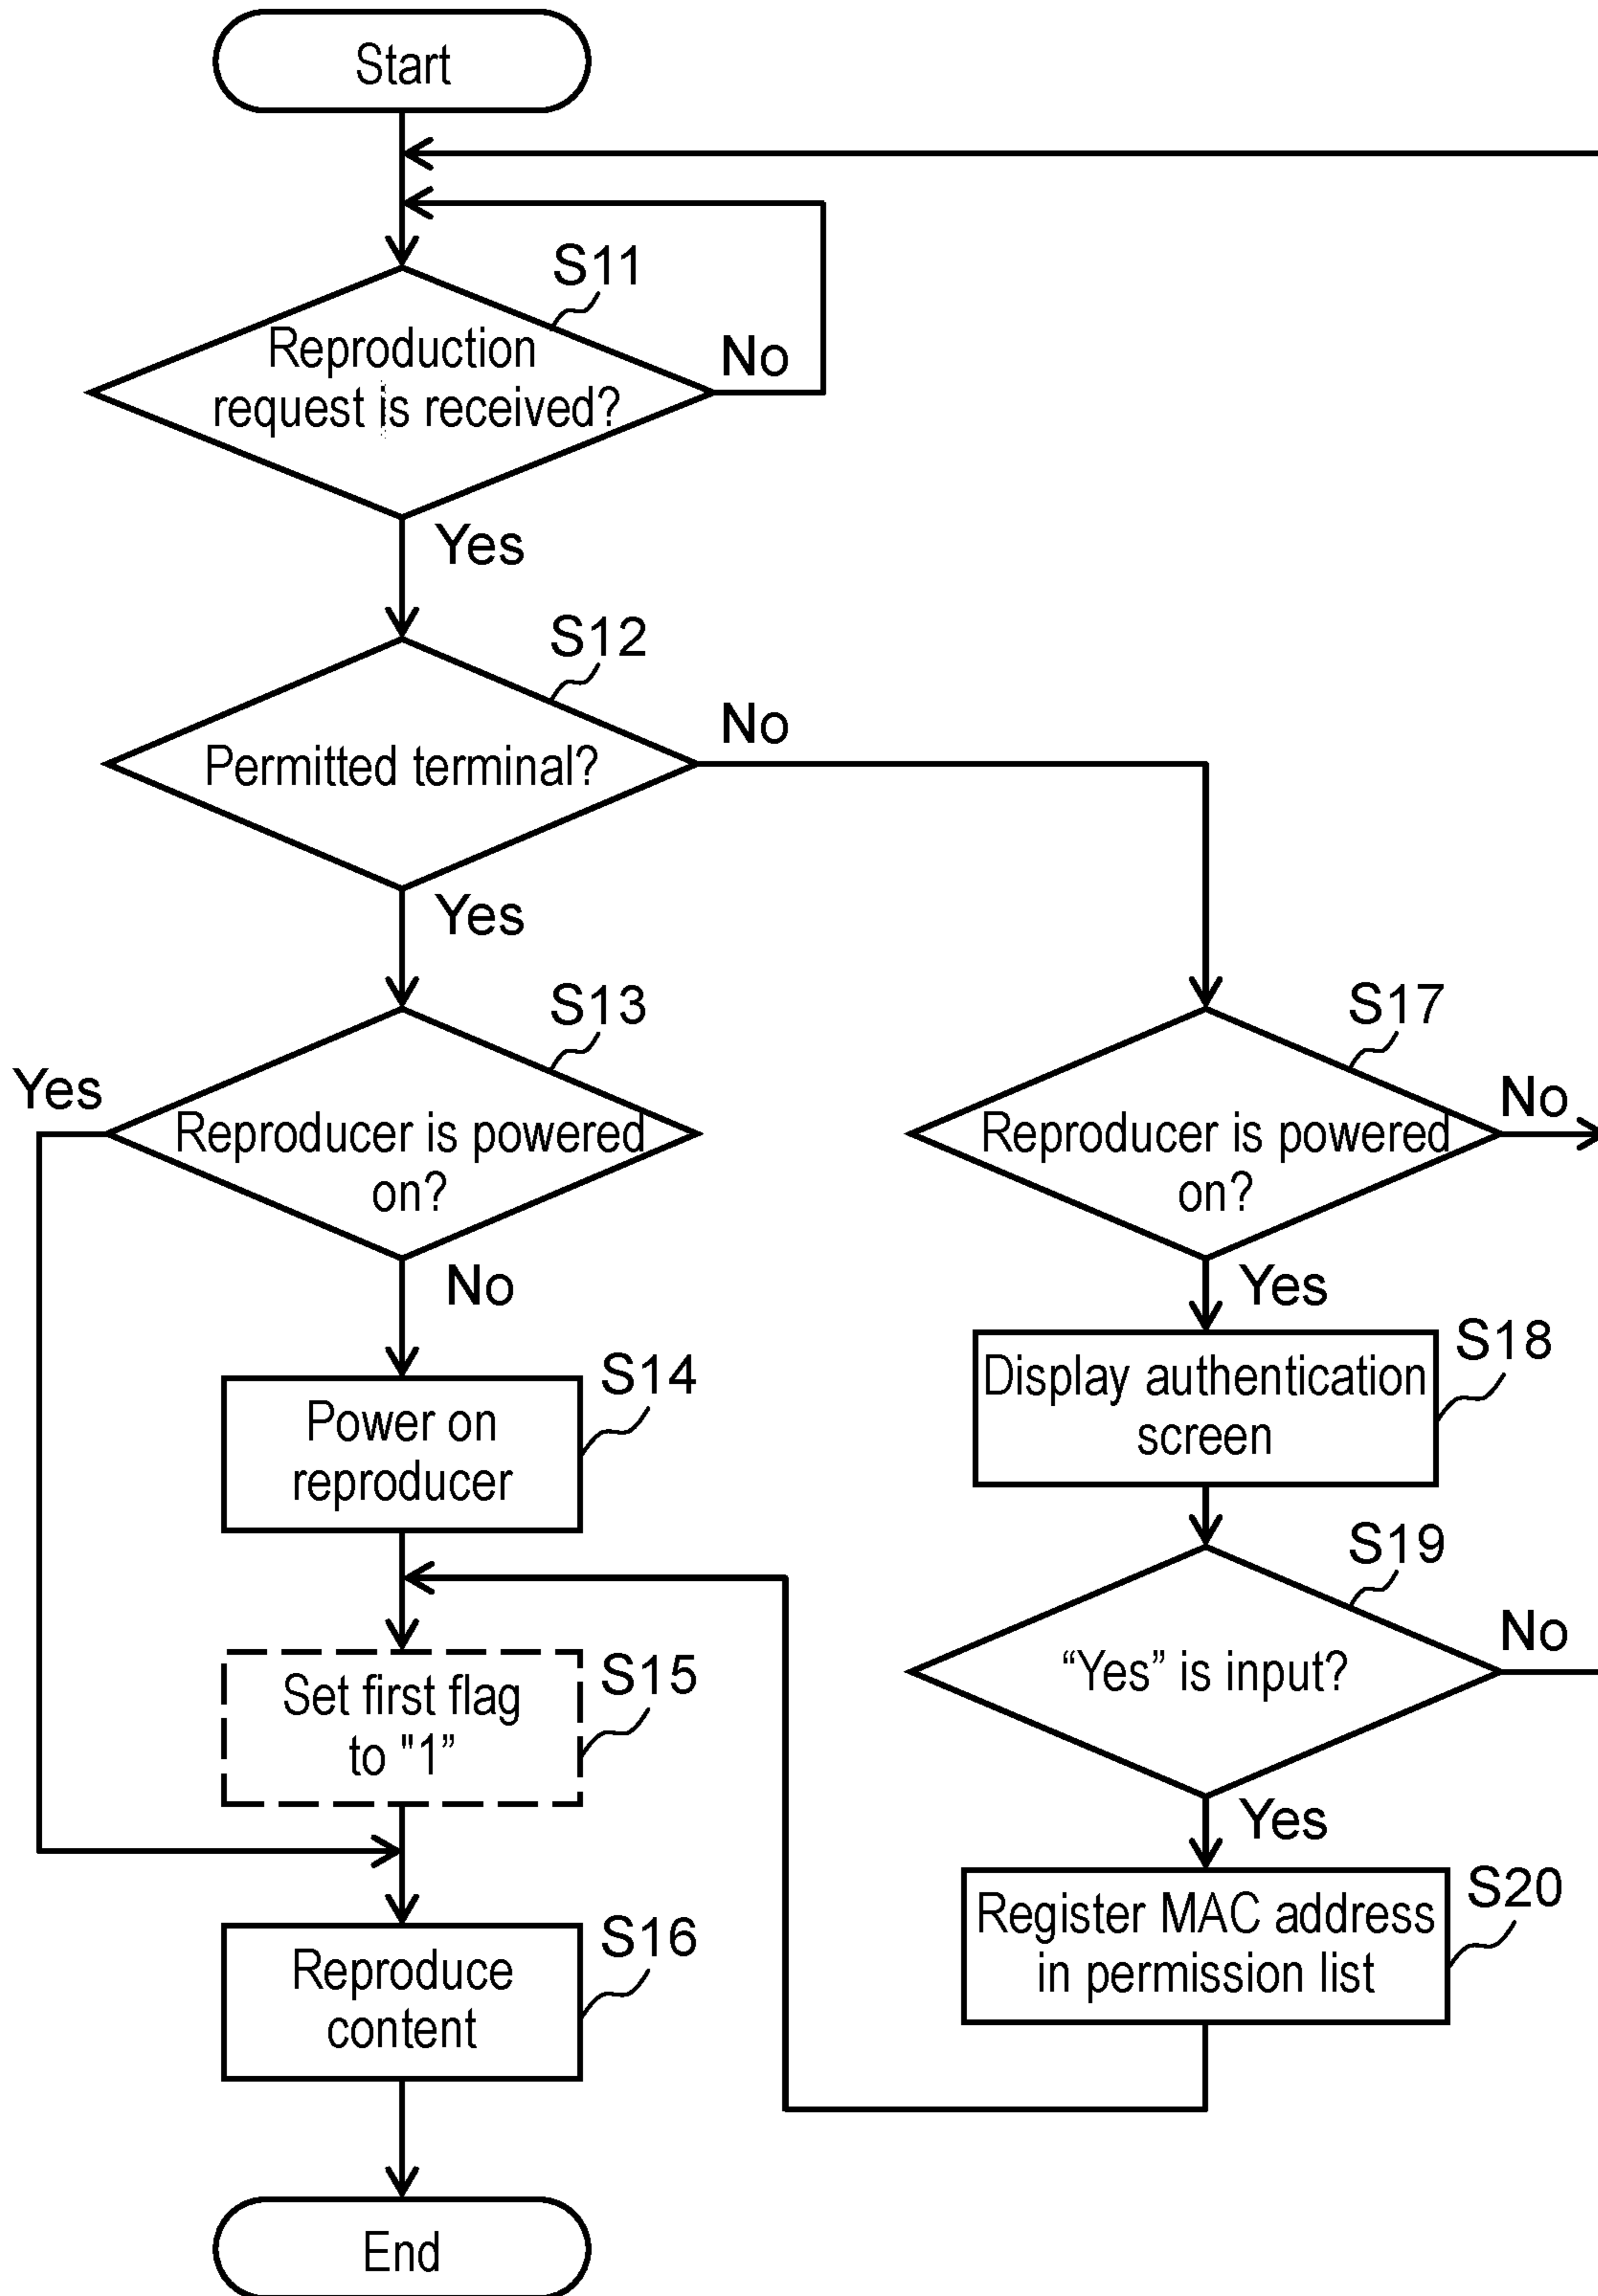 Start
S11
Reproduction
request is received?
No
Yes
S12
Permitted terminal?
No
Yes
S13
Reproducer is powered
on?
Yes
No
S17
Reproducer is powered
on?
No
Yes
S14
Power on
reproducer
S18
Display authentication
screen
S19
“Yes” is input?
No
Yes
S15
Set first flag
to "1”
S20
Register MAC address
in permission list
S16
Reproduce
content
End